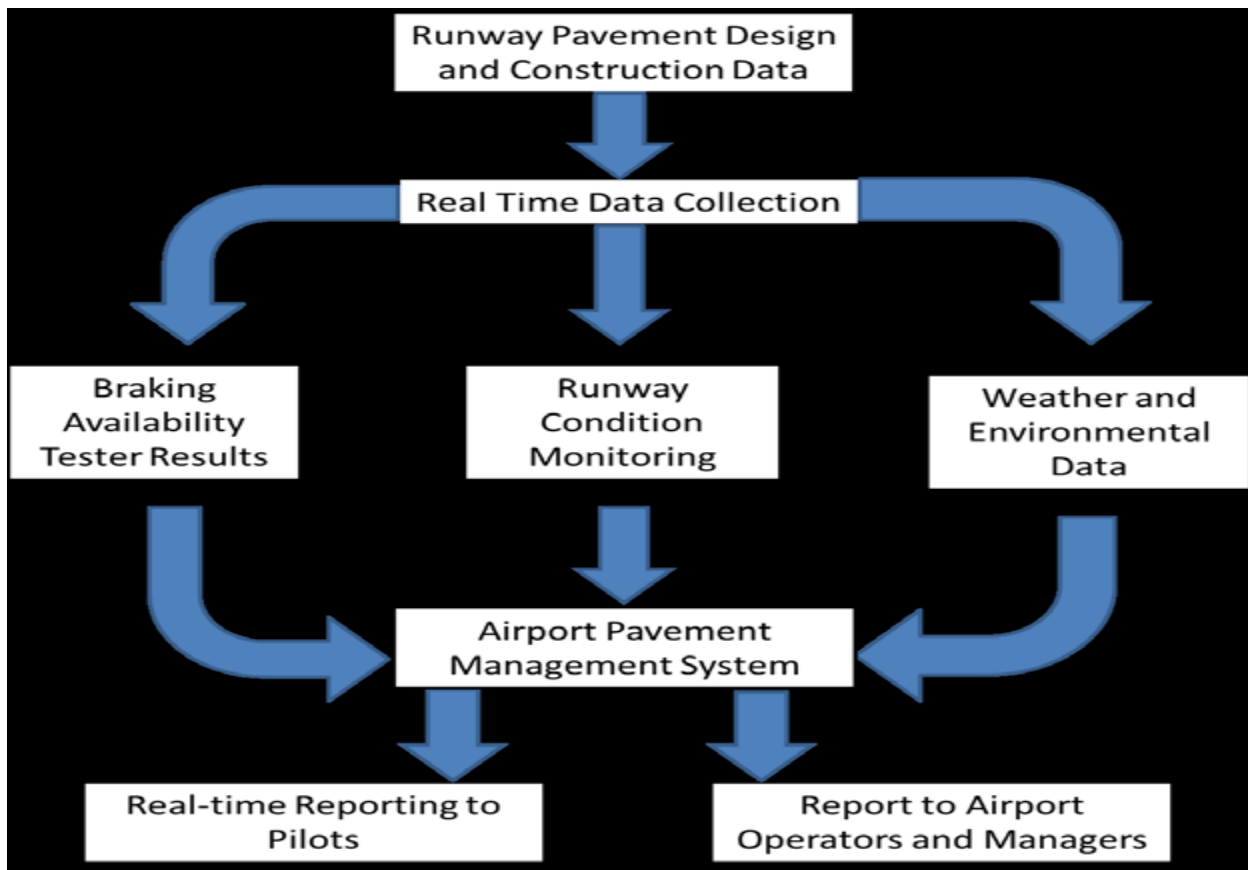 Runway Pavement Design
and Construction Data
Real Time Data Collection
Braking
Availability
Tester Results
Runway
Condition
Monitoring
Weather and
Environmental
Data
Airport Pavement
Management System
Real-time Reporting to
Pilots
Report to Airport
Operators and Managers